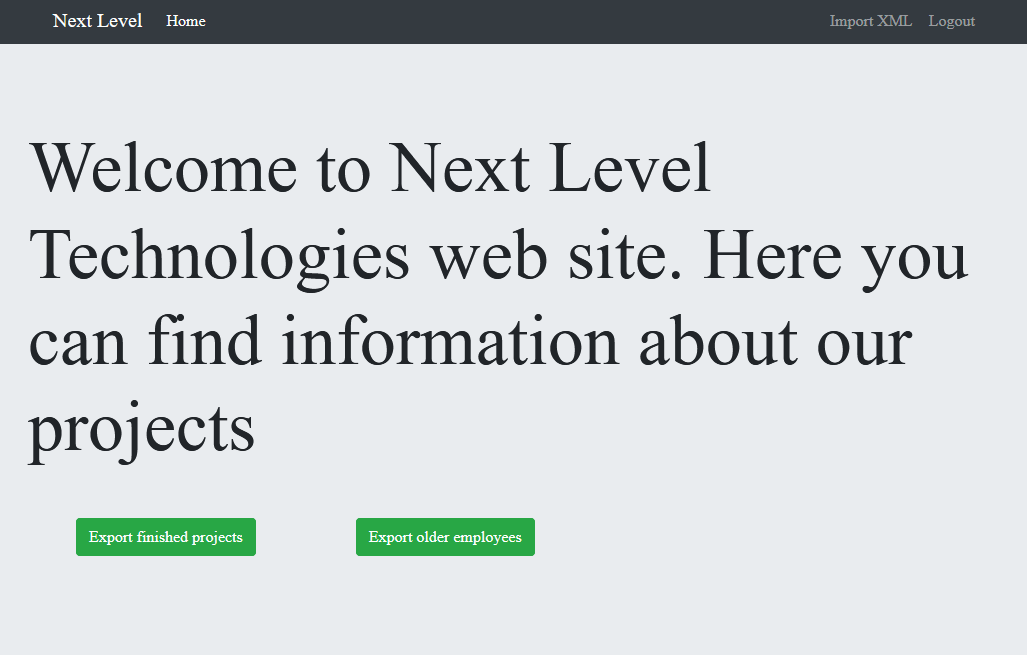 Next Level Home Import XML Logout
Welcome to Next Level
Technologies web site. Here you
can find information about our
projects
Export finished projects Export older employees